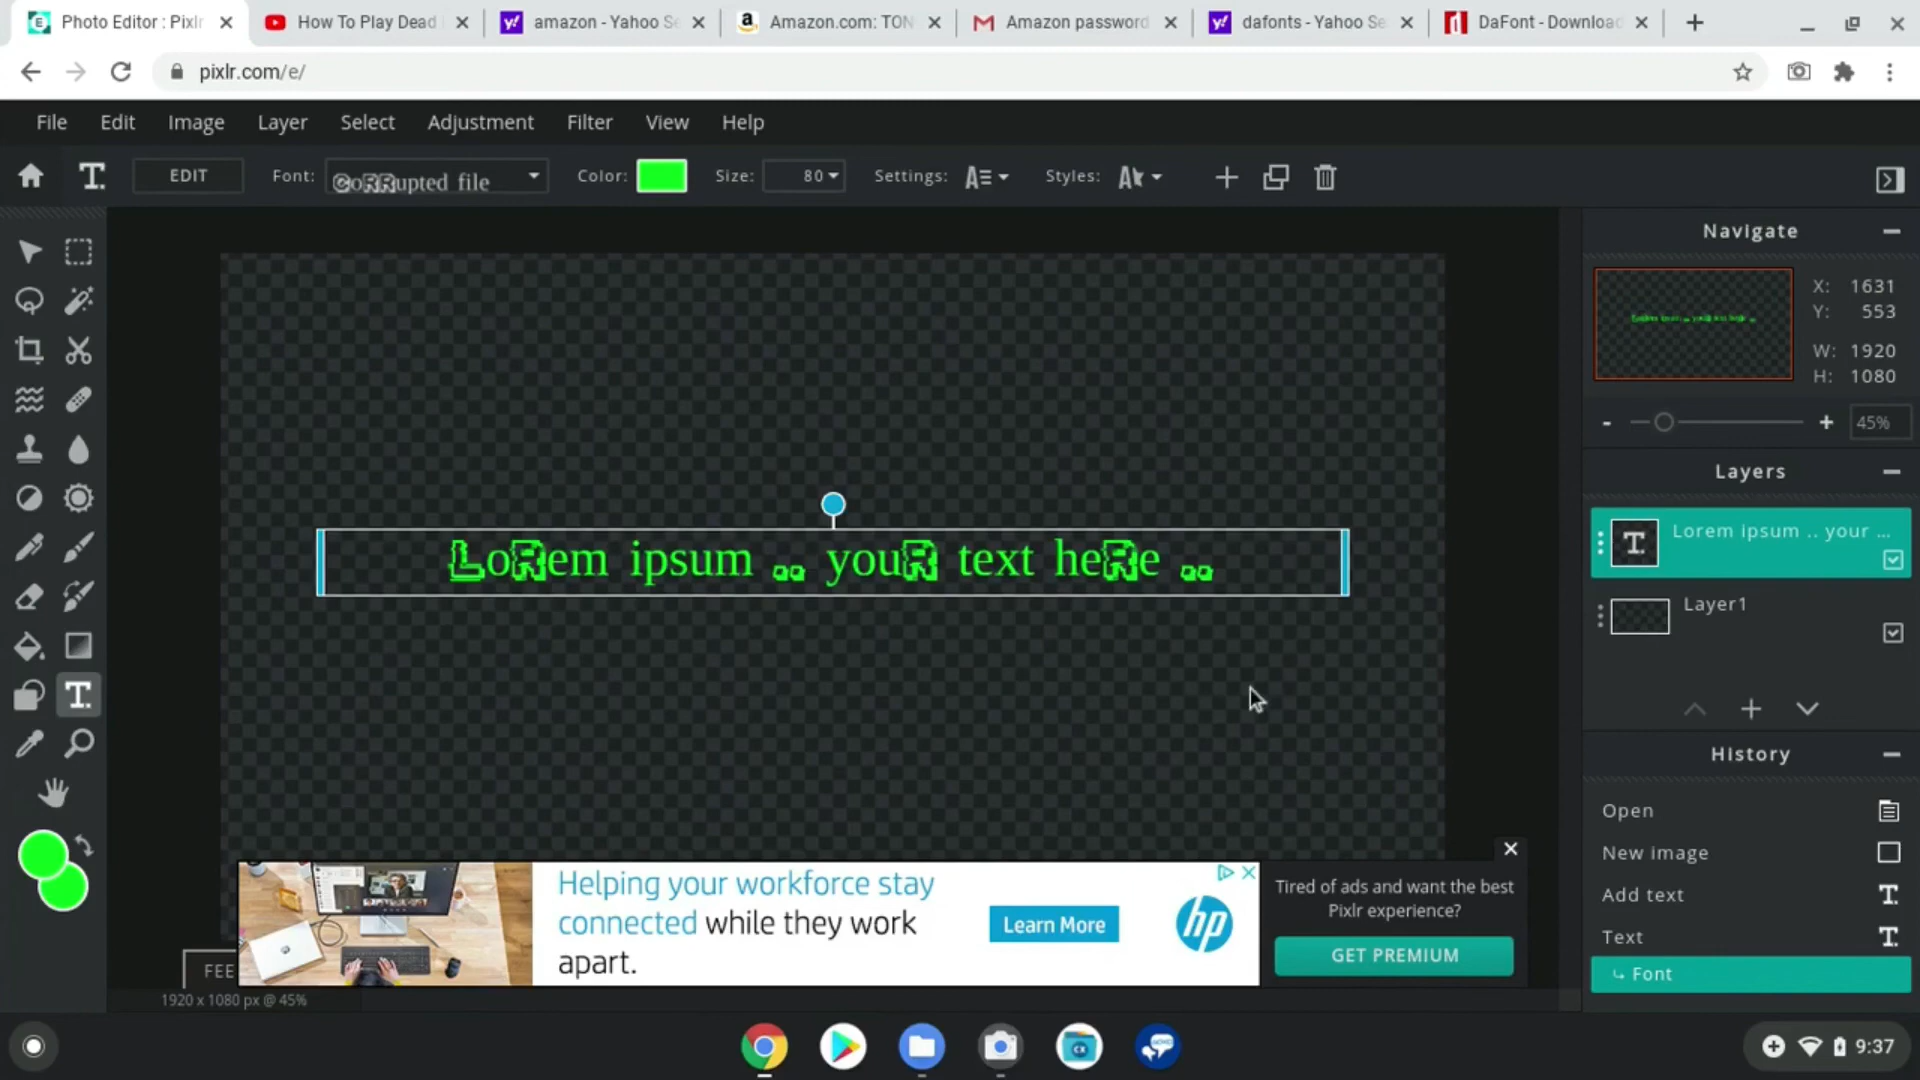 Photo Editor : Pixlr
How To Play Dead
amazon - Yahoo Se
Amazon.com: TON
Amazon password
dafonts - Yahoo Se
DaFont - Download
pixlr.com/e/
File Edit Image Layer Select Adjustment Filter View Help
EDIT Font: CoRRupted file Color: Size: 80 Settings: Styles:
Navigate
X: 1631
Y: 553
W: 1920
H: 1080
- + 45%
Layers
Lorem ipsum .. your ...
Layer1
LoRem ipsum .. youR text heRe ..
History
Open
New image
Add text
Text
Font
Helping your workforce stay
connected while they work
apart.
Learn More
hp
Tired of ads and want the best
Pixlr experience?
GET PREMIUM
FEE
1920 x 1080 px @ 45%
9:37